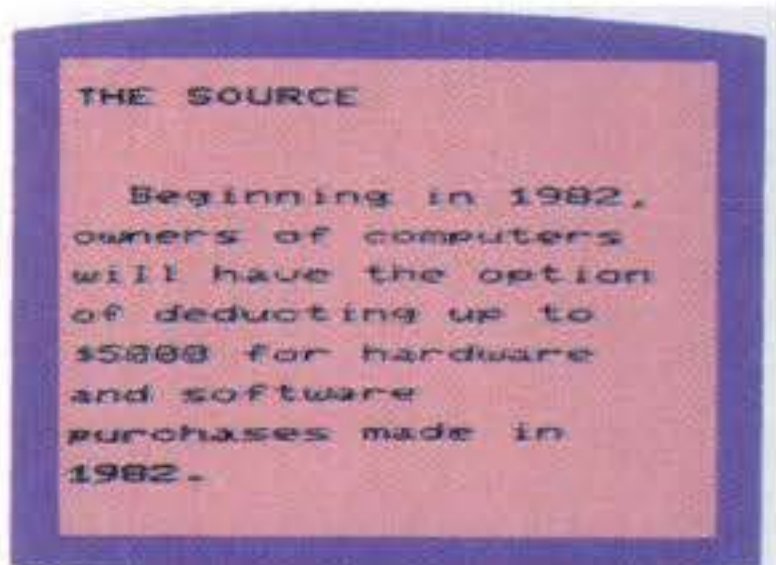 THE SOURCE
Beginning in 1982,
owners of computers
will have the option
of deducting up to
$5000 for hardware
and software
purchases made in
1982.